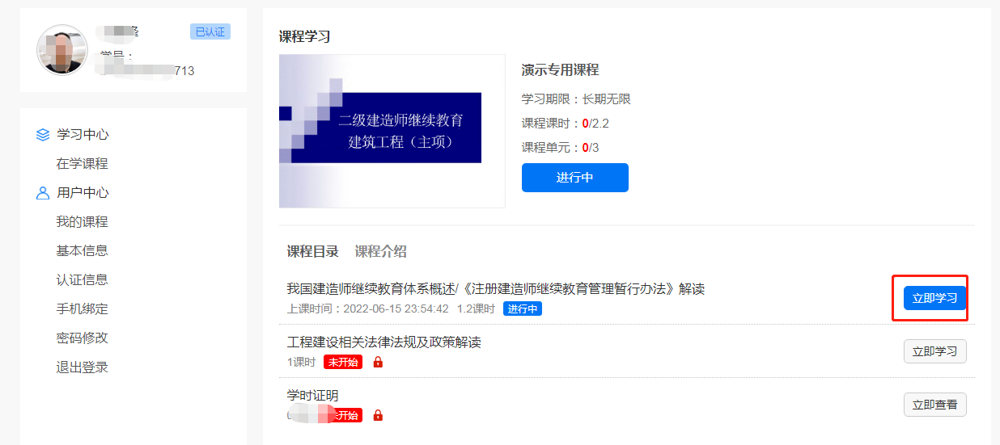 已认证
学号：
713
学习中心
在学课程
用户中心
我的课程
基本信息
认证信息
手机绑定
密码修改
退出登录
课程学习
二级建造师继续教育
建筑工程（主项）
演示专用课程
学习期限：长期无限
课程课时：0/2.2
课程单元：0/3
进行中
课程目录 课程介绍
我国建造师继续教育体系概述/《注册建造师继续教育管理暂行办法》解读
上课时间：2022-06-15 23:54:42 1.2课时 进行中
立即学习
工程建设相关法律法规及政策解读
1课时 未开始
立即学习
学时证明
未开始
立即查看